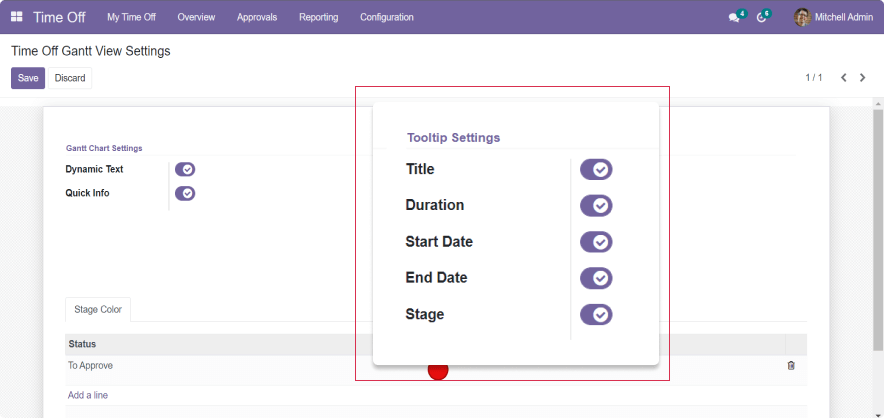 Time Off My Time Off Overview Approvals Reporting Configuration 4 6 Mitchell Admin
Time Off Gantt View Settings
Save Discard 1 / 1
Gantt Chart Settings
Dynamic Text
Quick Info
Tooltip Settings
Title
Duration
Start Date
End Date
Stage
Stage Color
Status
To Approve
Add a line